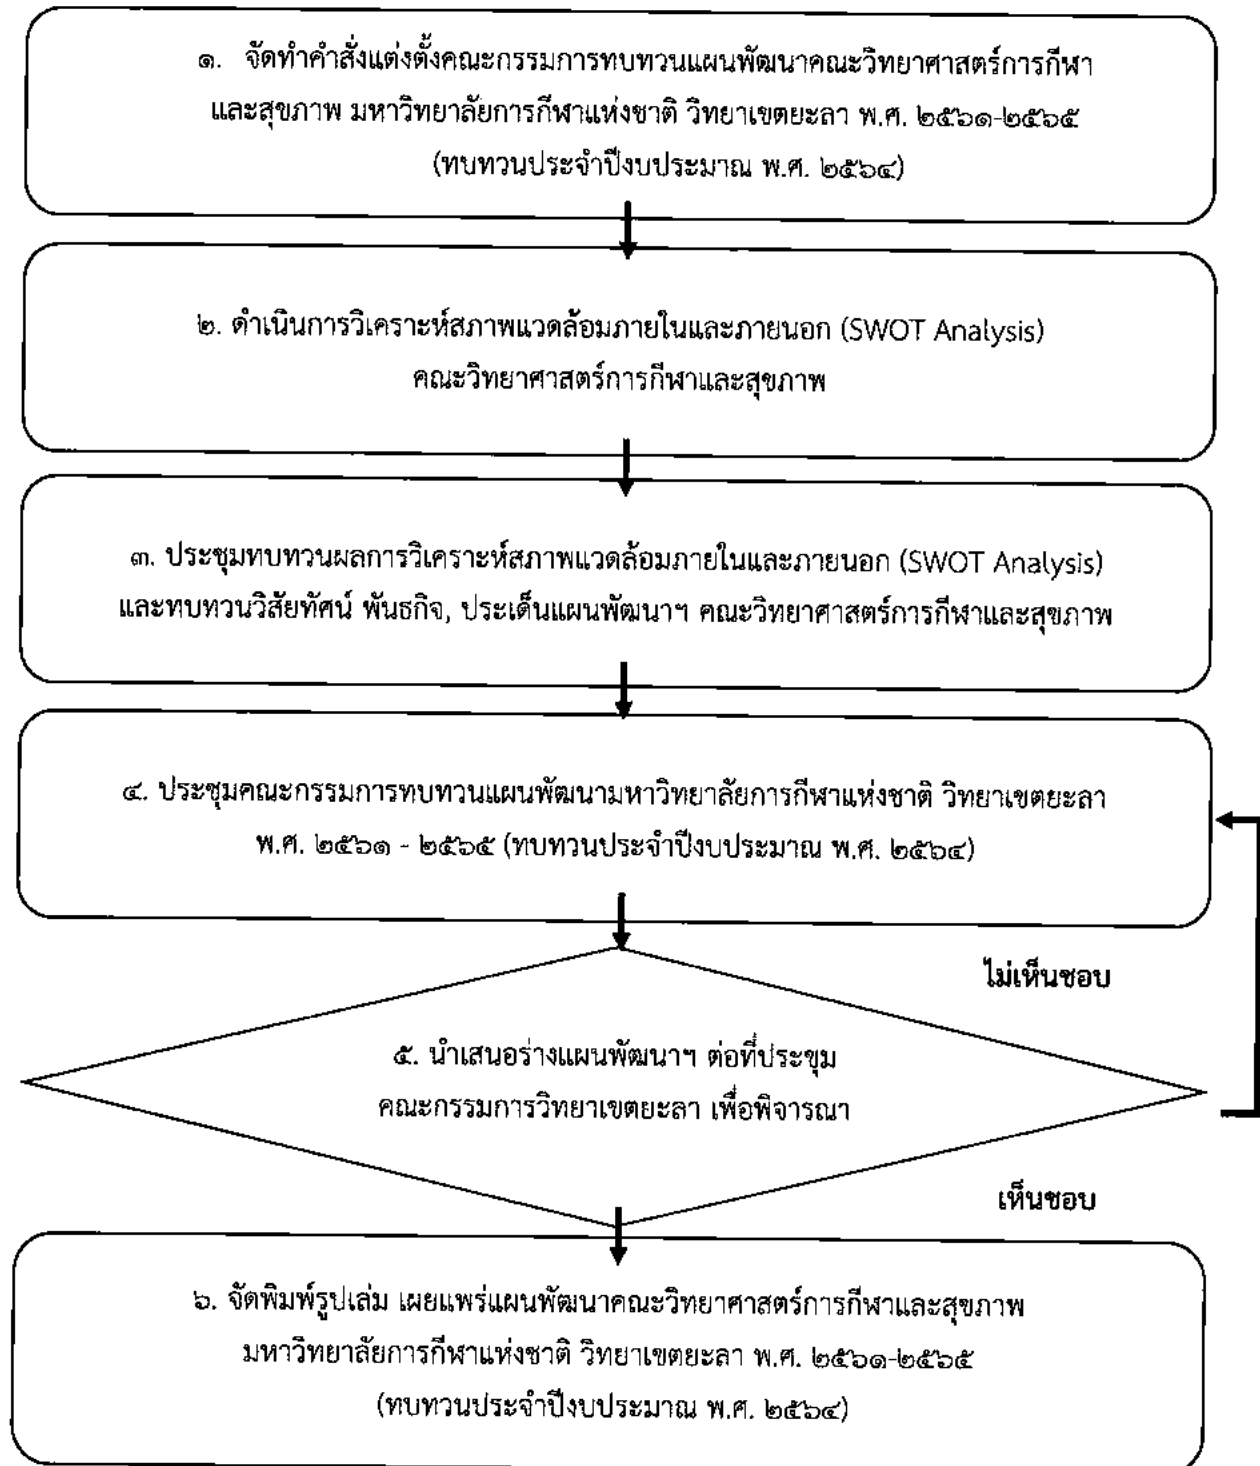 ๑. จัดทำคำสั่งแต่งตั้งคณะกรรมการทบทวนแผนพัฒนาคณะวิทยาศาสตร์การกีฬา
และสุขภาพ มหาวิทยาลัยการกีฬาแห่งชาติ วิทยาเขตยะลา พ.ศ. ๒๕๖๑-๒๕๖๕
(ทบทวนประจำปีงบประมาณ พ.ศ. ๒๕๖๔)
๒. ดำเนินการวิเคราะห์สภาพแวดล้อมภายในและภายนอก (SWOT Analysis)
คณะวิทยาศาสตร์การกีฬาและสุขภาพ
๓. ประชุมทบทวนผลการวิเคราะห์สภาพแวดล้อมภายในและภายนอก (SWOT Analysis)
และทบทวนวิสัยทัศน์ พันธกิจ, ประเด็นแผนพัฒนาฯ คณะวิทยาศาสตร์การกีฬาและสุขภาพ
๔. ประชุมคณะกรรมการทบทวนแผนพัฒนามหาวิทยาลัยการกีฬาแห่งชาติ วิทยาเขตยะลา
พ.ศ. ๒๕๖๑ - ๒๕๖๕ (ทบทวนประจำปีงบประมาณ พ.ศ. ๒๕๖๔)
ไม่เห็นชอบ
๕. นำเสนอร่างแผนพัฒนาฯ ต่อที่ประชุม
คณะกรรมการวิทยาเขตยะลา เพื่อพิจารณา
เห็นชอบ
๖. จัดพิมพ์รูปเล่ม เผยแพร่แผนพัฒนาคณะวิทยาศาสตร์การกีฬาและสุขภาพ
มหาวิทยาลัยการกีฬาแห่งชาติ วิทยาเขตยะลา พ.ศ. ๒๕๖๑-๒๕๖๕
(ทบทวนประจำปีงบประมาณ พ.ศ. ๒๕๖๔)